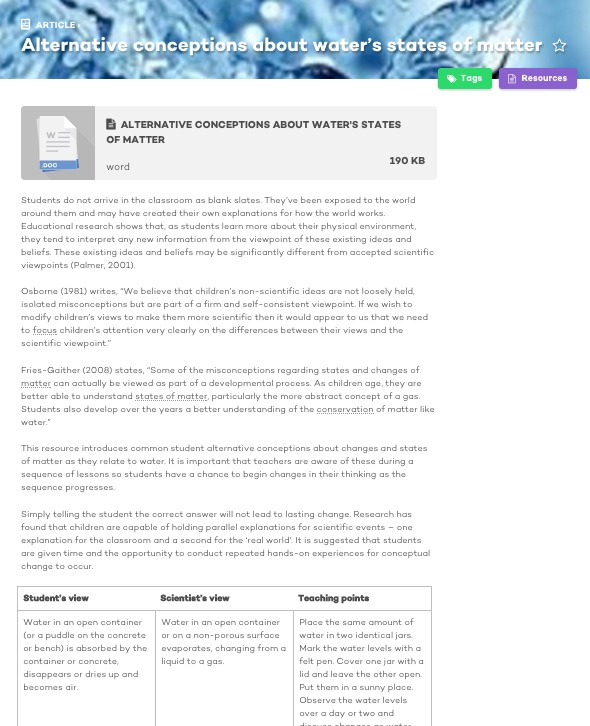 ARTICLE ›
Alternative conceptions about water's states of matter
Tags
Resources
ALTERNATIVE CONCEPTIONS ABOUT WATER'S STATES
OF MATTER
W
.DOC
word
190 KB
Students do not arrive in the classroom as blank slates. They've been exposed to the world
around them and may have created their own explanations for how the world works.
Educational research shows that, as students learn more about their physical environment,
they tend to interpret any new information from the viewpoint of these existing ideas and
beliefs. These existing ideas and beliefs may be significantly different from accepted scientific
viewpoints (Palmer, 2001).
Osborne (1981) writes, "We believe that children's non-scientific ideas are not loosely held,
isolated misconceptions but are part of a firm and self-consistent viewpoint. If we wish to
modify children's views to make them more scientific then it would appear to us that we need
to focus children's attention very clearly on the differences between their views and the
scientific viewpoint."
Fries-Gaither (2008) states, "Some of the misconceptions regarding states and changes of
matter can actually be viewed as part of a developmental process. As children age, they are
better able to understand states of matter, particularly the more abstract concept of a gas.
Students also develop over the years a better understanding of the conservation of matter like
water."
This resource introduces common student alternative conceptions about changes and states
of matter as they relate to water. It is important that teachers are aware of these during a
sequence of lessons so students have a chance to begin changes in their thinking as the
sequence progresses.
Simply telling the student the correct answer will not lead to lasting change. Research has
found that children are capable of holding parallel explanations for scientific events – one
explanation for the classroom and a second for the 'real world'. It is suggested that students
are given time and the opportunity to conduct repeated hands-on experiences for conceptual
change to occur.
Student's view
Scientist's view
Teaching points
Water in an open container
(or a puddle on the concrete
or bench) is absorbed by the
container or concrete,
disappears or dries up and
becomes air.
Water in an open container
or on a non-porous surface
evaporates, changing from a
liquid to a gas.
Place the same amount of
water in two identical jars.
Mark the water levels with a
felt pen. Cover one jar with a
lid and leave the other open.
Put them in a sunny place.
Observe the water levels
over a day or two and
discuss changes as water